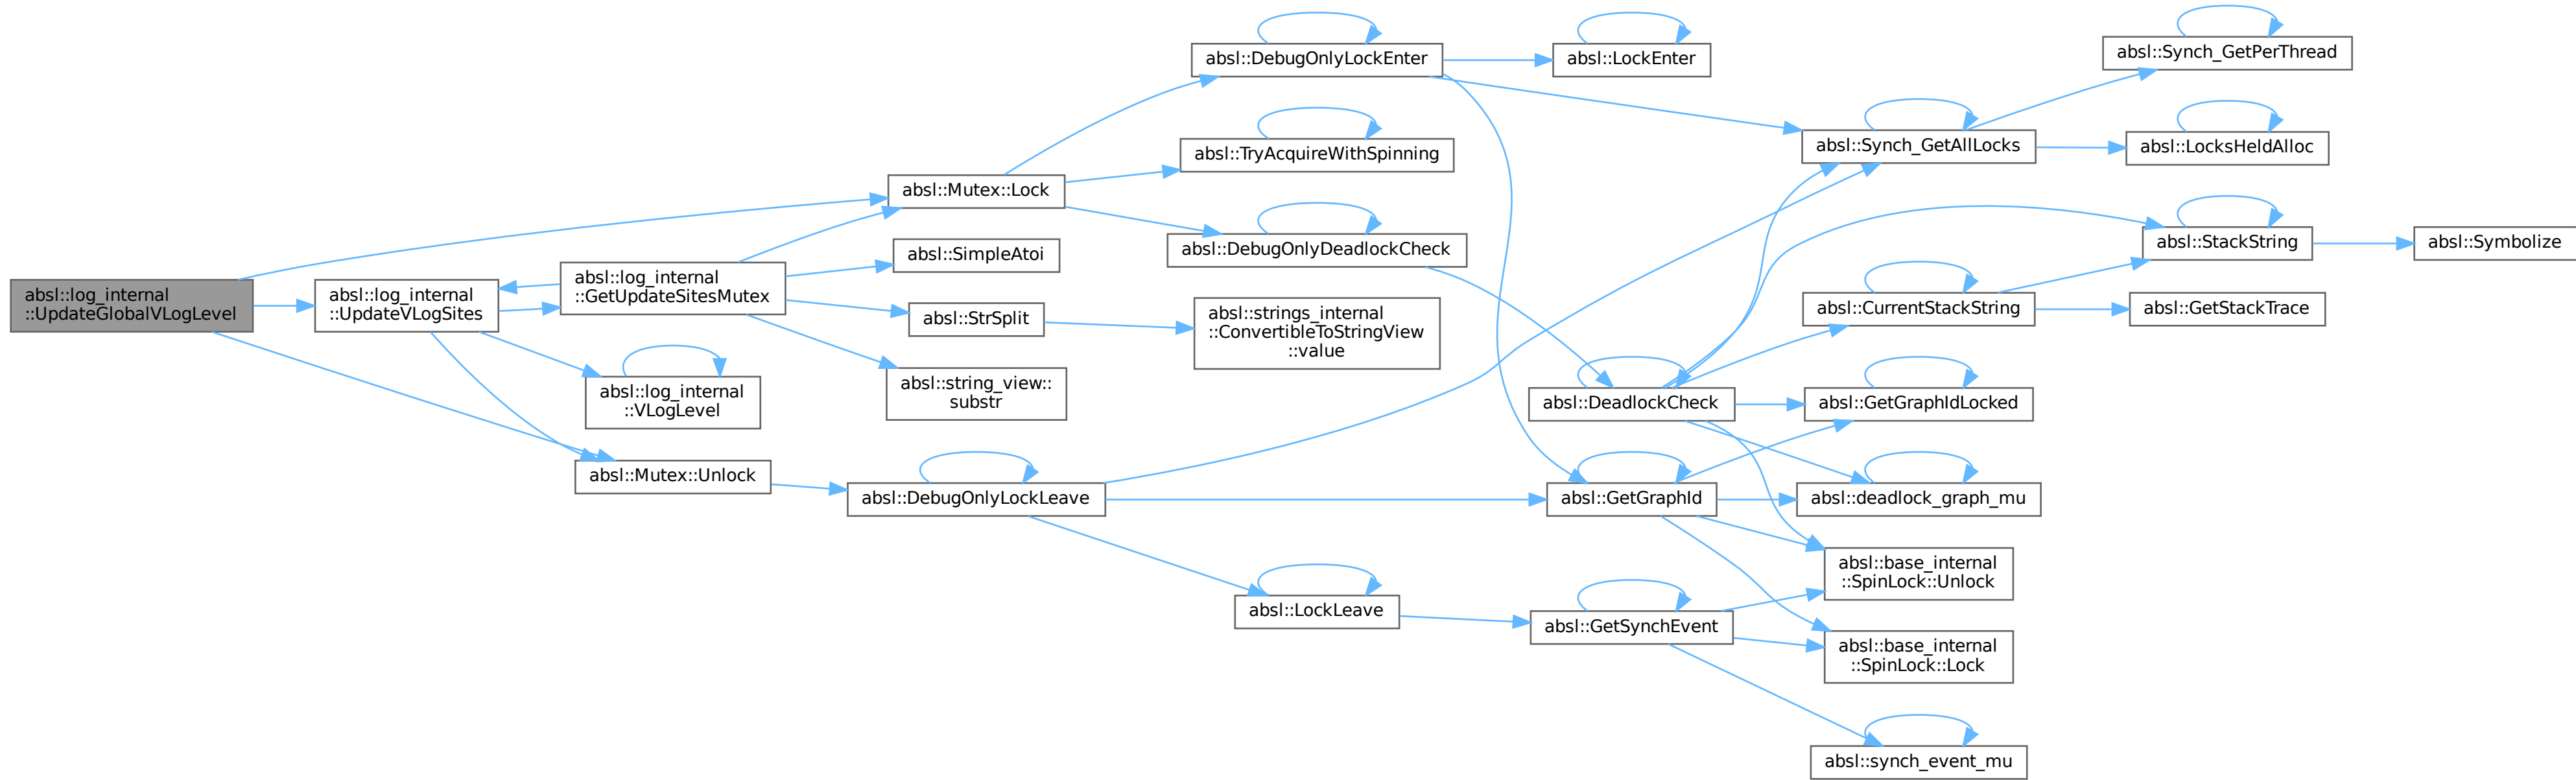 absl::log_internal
::UpdateGlobalVLogLevel
absl::log_internal
::UpdateVLogSites
absl::log_internal
::GetUpdateSitesMutex
absl::log_internal
::VLogLevel
absl::Mutex::Unlock
absl::Mutex::Lock
absl::SimpleAtoi
absl::StrSplit
absl::string_view::
substr
absl::DebugOnlyLockLeave
absl::DebugOnlyLockEnter
absl::TryAcquireWithSpinning
absl::DebugOnlyDeadlockCheck
absl::strings_internal
::ConvertibleToStringView
::value
absl::LockLeave
absl::LockEnter
absl::DeadlockCheck
absl::GetGraphId
absl::GetSynchEvent
absl::Synch_GetAllLocks
absl::CurrentStackString
absl::GetGraphIdLocked
absl::deadlock_graph_mu
absl::base_internal
::SpinLock::Unlock
absl::base_internal
::SpinLock::Lock
absl::synch_event_mu
absl::Synch_GetPerThread
absl::LocksHeldAlloc
absl::StackString
absl::GetStackTrace
absl::Symbolize